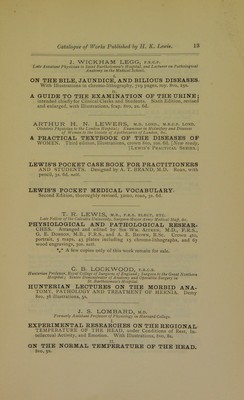 Catalogue of Works Published by H. K. Lewis. 13
J. WICKHAM LEGG, F.R.C.P.
Late Assistant Physician to Saint Bartholomew's Hospital, and Lecturer on Pathological
Anatomy in the Medical School.
I.
ON THE BILE, JAUNDICE, AND BILIOUS DISEASES.
With Illustrations in chromo-lithography, 719 pages, roy. 8vo, 25s.
II.
A GUIDE TO THE EXAMINATION OF THE URINE;
intended chiefly for Clinical Clerks and Students. Sixth Edition, revised
and enlarged, with Illustrations, fcap. 8vo, 2s. 6d.
ARTHUR H. N. LEWERS, M.D. LOND., M.R.C.P. LOND.
Obstetric Physician to the London Hospital; Examiner in Midwifery and Diseases
of Women to the Society of Apothecaries of London, etc.
A PRACTICAL TEXTBOOK OF THE DISEASES OF
WOMEN. Third edition, Illustrations, crown 8vo, 10s. 6d. [Now ready.
[LEWIS'S PRACTICAL SERIES.]
LEWIS'S POCKET CASE BOOK FOR PRACTITIONERS
AND STUDENTS. Designed by A. T. BRAND, M.D. Roan, with
pencil, 3s. 6d. nett.
LEWIS'S POCKET MEDICAL VOCABULARY.
Second Edition, thoroughly revised, 32mo, roan, 3s. 6d.
T. R. LEWIS, M.B., F.R.S. ELECT, ETC.
Late Fellow of the Calcutta University, Surgeon-Major Army Medical Staff, &c.
PHYSIOLOGICAL AND PATHOLOGICAL RESEAR-
CHES. Arranged and edited by SIR WM. AITKEN, M.D., F.R.S.,
G. E. DOBSON, M.B., F.R.S., and A. E. BROWN, B.Sc. Crown 4to,
portrait, 5 maps, 43 plates including 15 chromo-lithographs, and 67
wood engravings, 30s. nett.
*** A few copies only of this work remain for sale.
C. B. LOCKWOOD, F.R.C.S.
Hunterian Professor, Royal College of Surgeons of England; Surgeon to the Great Northern
Hospital; Senior Demonstrator of Anatomy and Operative Surgery in
St. Bartholomew's Hospital.
HUNTERIAN LECTURES ON THE MORBID ANA-
TOMY, PATHOLOGY AND TREATMENT OF HERNIA. Demy
8vo, 36 illustrations, 5s.
J. S. LOMBARD, M.D.
Formerly Assistant Professor of Physiology in Harvard College.
I.
EXPERIMENTAL RESEARCHES ON THE REGIONAL
TEMPERATURE OF THE HEAD, under Conditions of Rest, In-
tellectual Activity, and Emotion. With Illustrations, 8vo, 8s.
II.
ON THE NORMAL TEMPERATURE OF THE HEAD.
8vo, 5s.